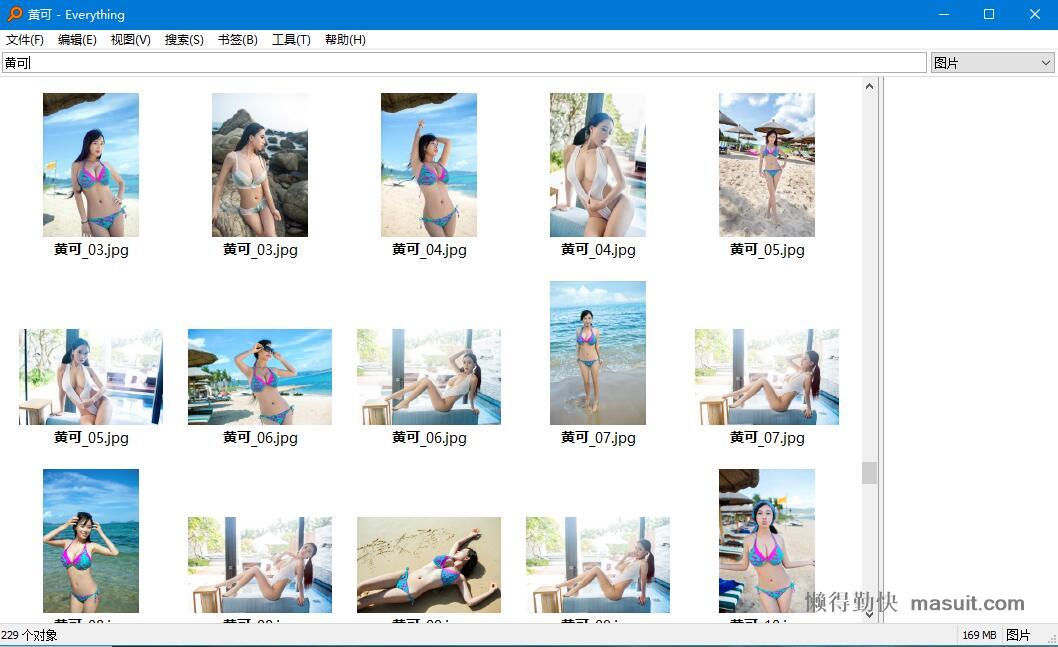 黄可 - Everything
文件(F) 编辑(E) 视图(V) 搜索(S) 书签(B) 工具(T) 帮助(H)
黄可 图片
黄可_03.jpg 黄可_03.jpg 黄可_04.jpg 黄可_04.jpg 黄可_05.jpg
黄可_05.jpg 黄可_06.jpg 黄可_06.jpg 黄可_07.jpg 黄可_07.jpg
懒得勤快 masuit.com
229 个对象 169 MB 图片